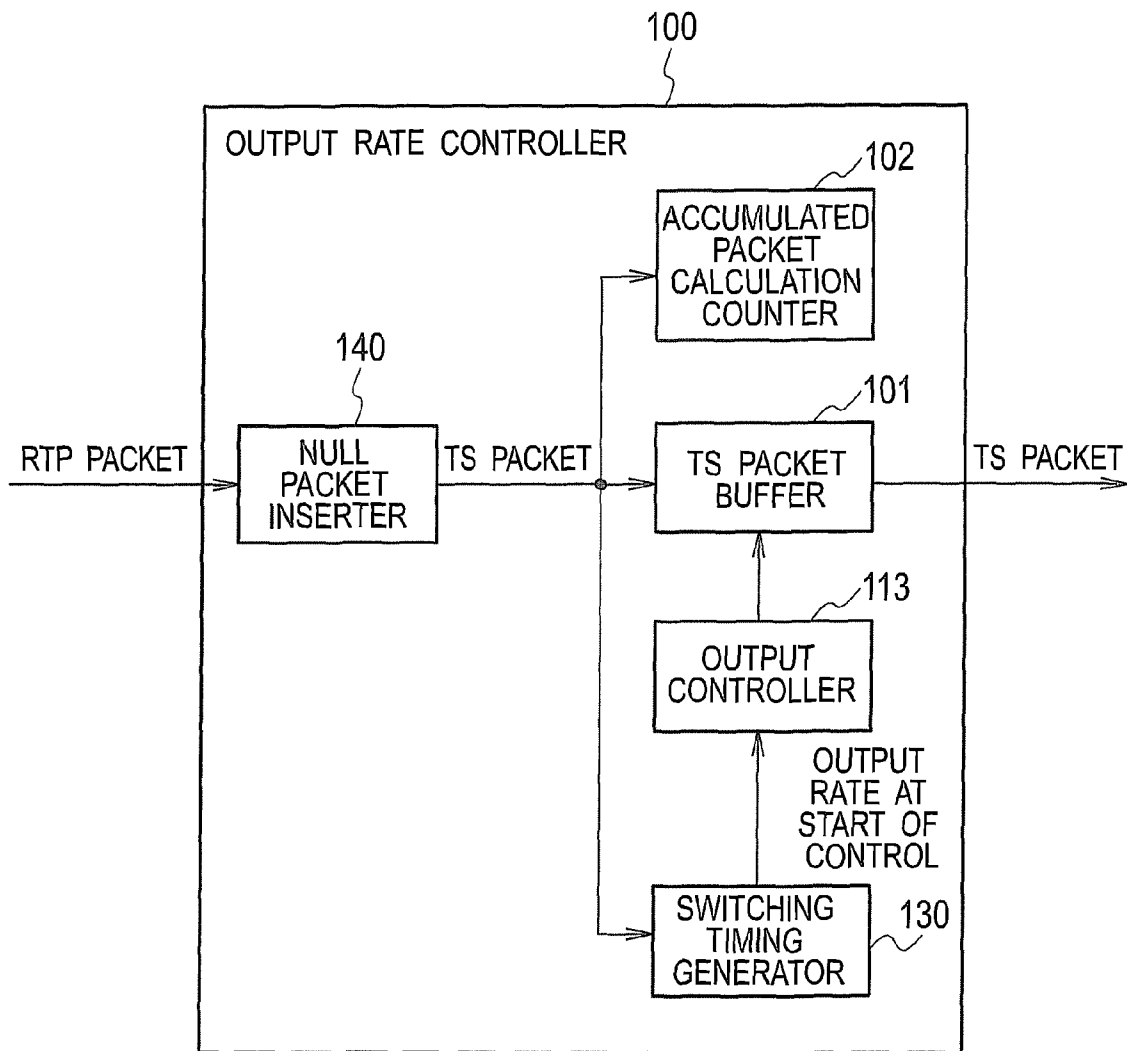 100
OUTPUT RATE CONTROLLER
102
ACCUMULATED
PACKET
CALCULATION
COUNTER
140
101
RTP PACKET
NULL
PACKET
INSERTER
TS PACKET
TS PACKET
BUFFER
TS PACKET
113
OUTPUT
CONTROLLER
OUTPUT
RATE AT
START OF
CONTROL
SWITCHING
TIMING
GENERATOR
130